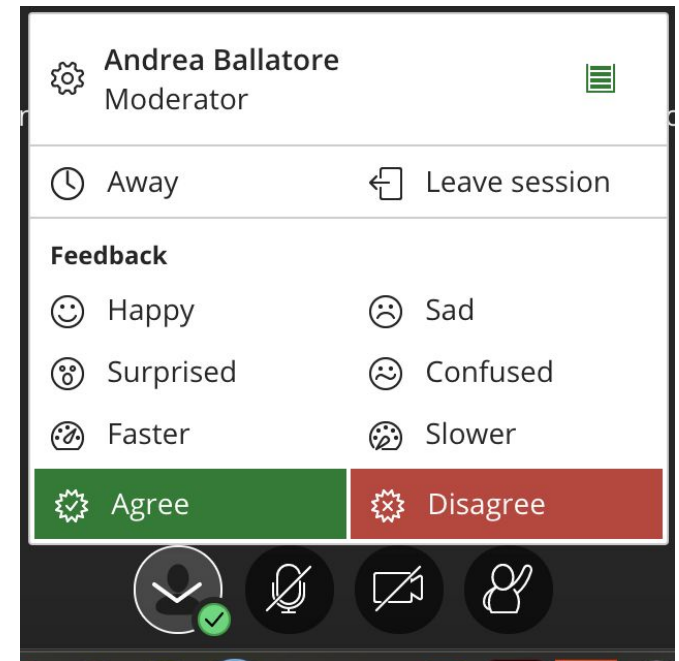 Andrea Ballatore
Moderator
Away
Leave session
Feedback
Happy
Sad
Surprised
Confused
Faster
Slower
Agree
Disagree